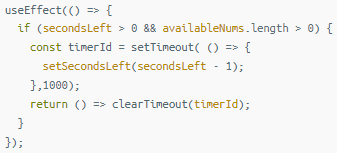 useEffect(() => {
  if (secondsLeft > 0 && availableNums.length > 0) {
    const timerId = setTimeout( () => {
      setSecondsLeft(secondsLeft - 1);
    },1000);
    return () => clearTimeout(timerId);
  }
});